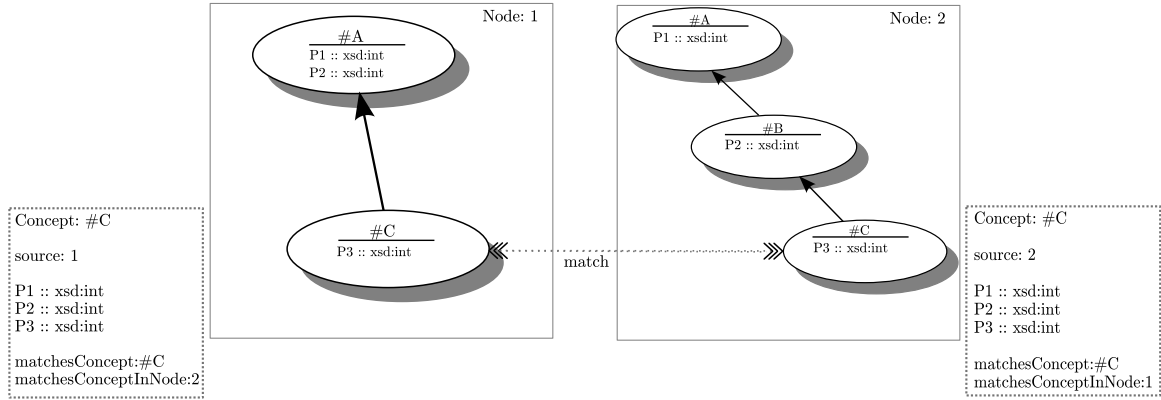 Node: 1
#A
P1 :: xsd:int
P2 :: xsd:int
#C
P3 :: xsd:int
Node: 2
#A
P1 :: xsd:int
#B
P2 :: xsd:int
#C
P3 :: xsd:int
match
Concept: #C
source: 1
P1 :: xsd:int
P2 :: xsd:int
P3 :: xsd:int
matchesConcept:#C
matchesConceptInNode:2
Concept: #C
source: 2
P1 :: xsd:int
P2 :: xsd:int
P3 :: xsd:int
matchesConcept:#C
matchesConceptInNode:1